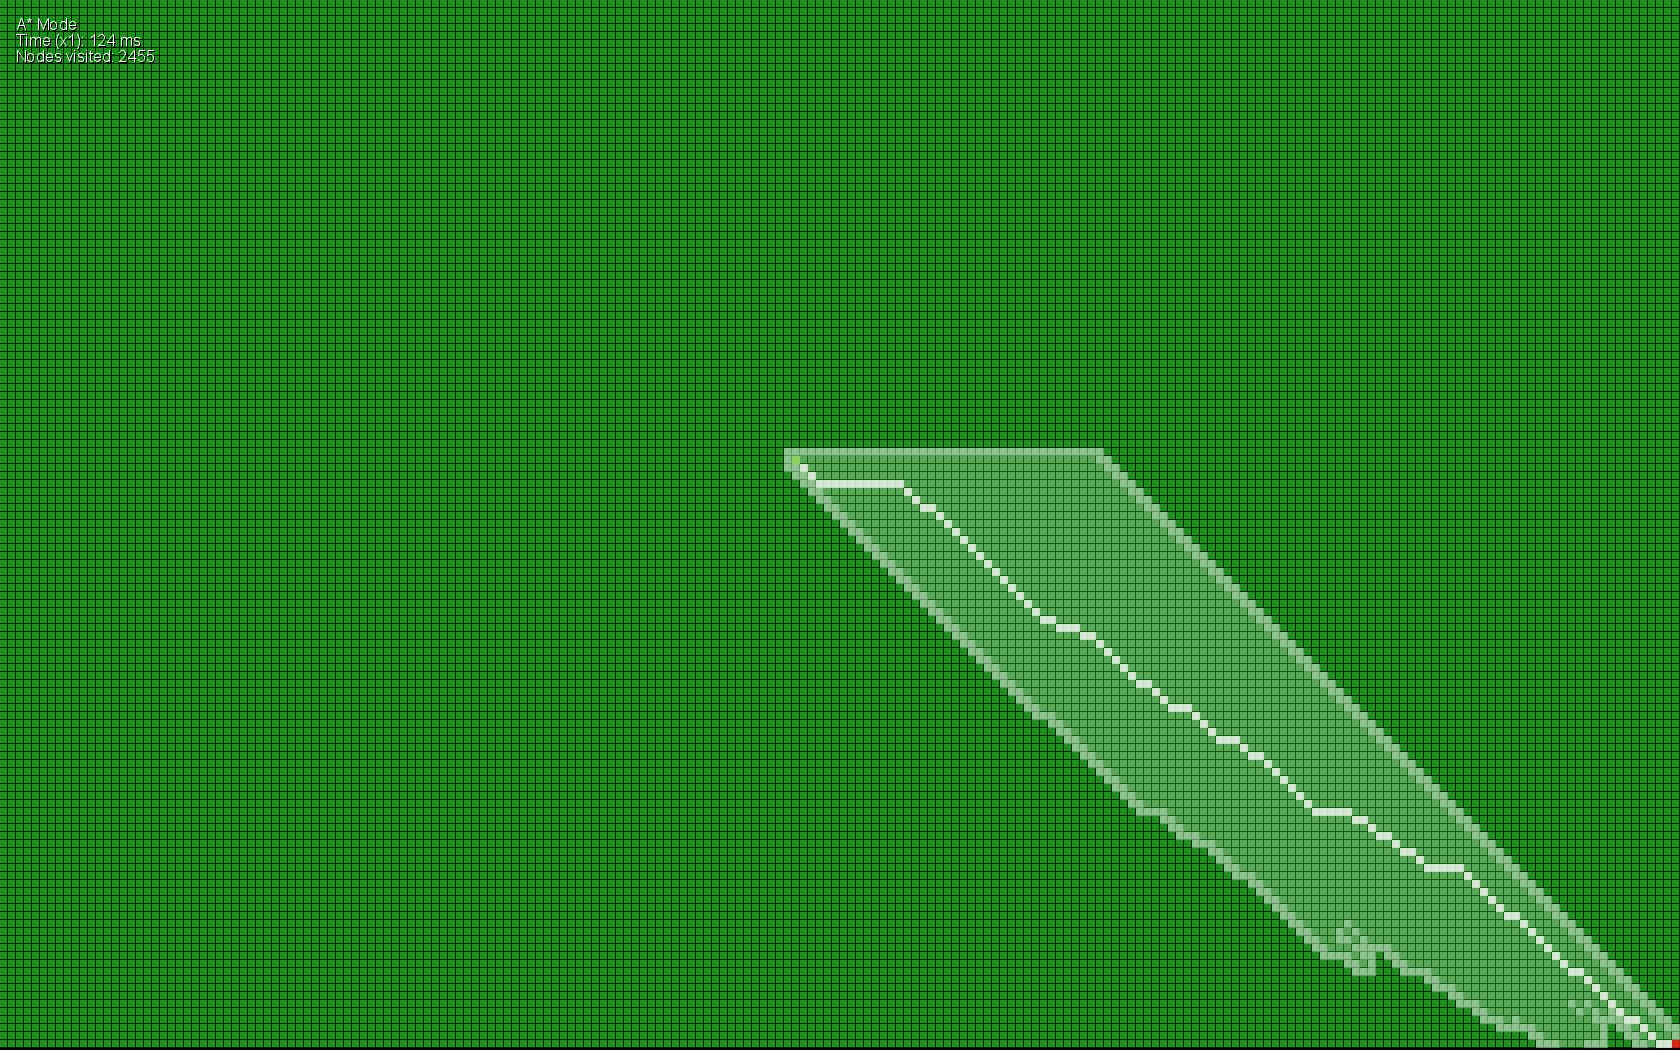 A* Mode
Time (x1): 124 ms
Nodes visited: 2455